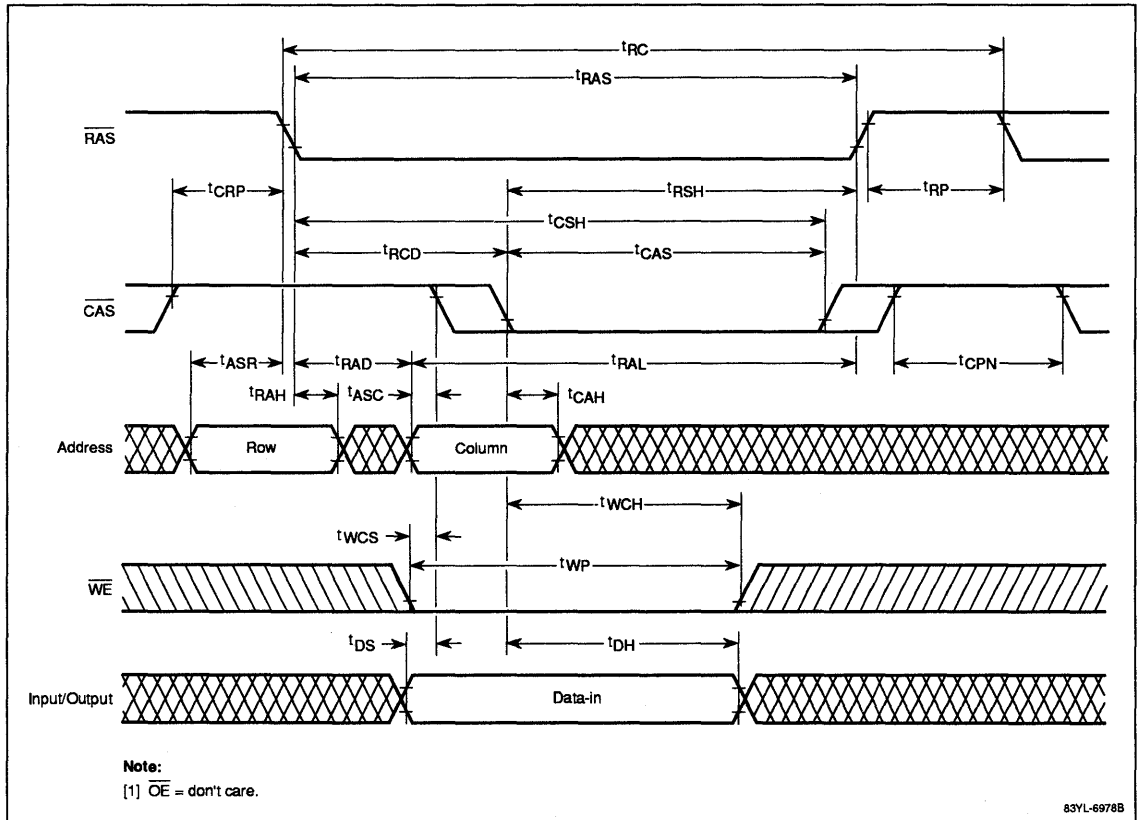 tRC
tRAS
RAS
tCRP
tRSH
tRP
tCSH
tRCD
tCAS
CAS
tASR
tRAD
tRAL
tCPN
tRAH
tASC
tCAH
Address
Row
Column
tWCH
tWCS
tWP
WE
tDS
tDH
Input/Output
Data-in
Note:
[1] OE = don't care.
83YL-6978B